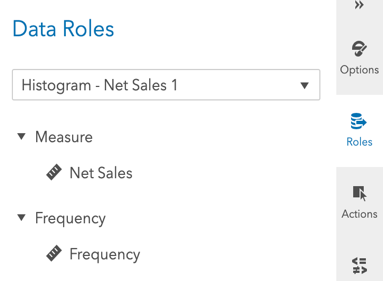 Data Roles
Histogram - Net Sales 1
Options
Measure
Roles
Net Sales
Actions
Frequency
Frequency